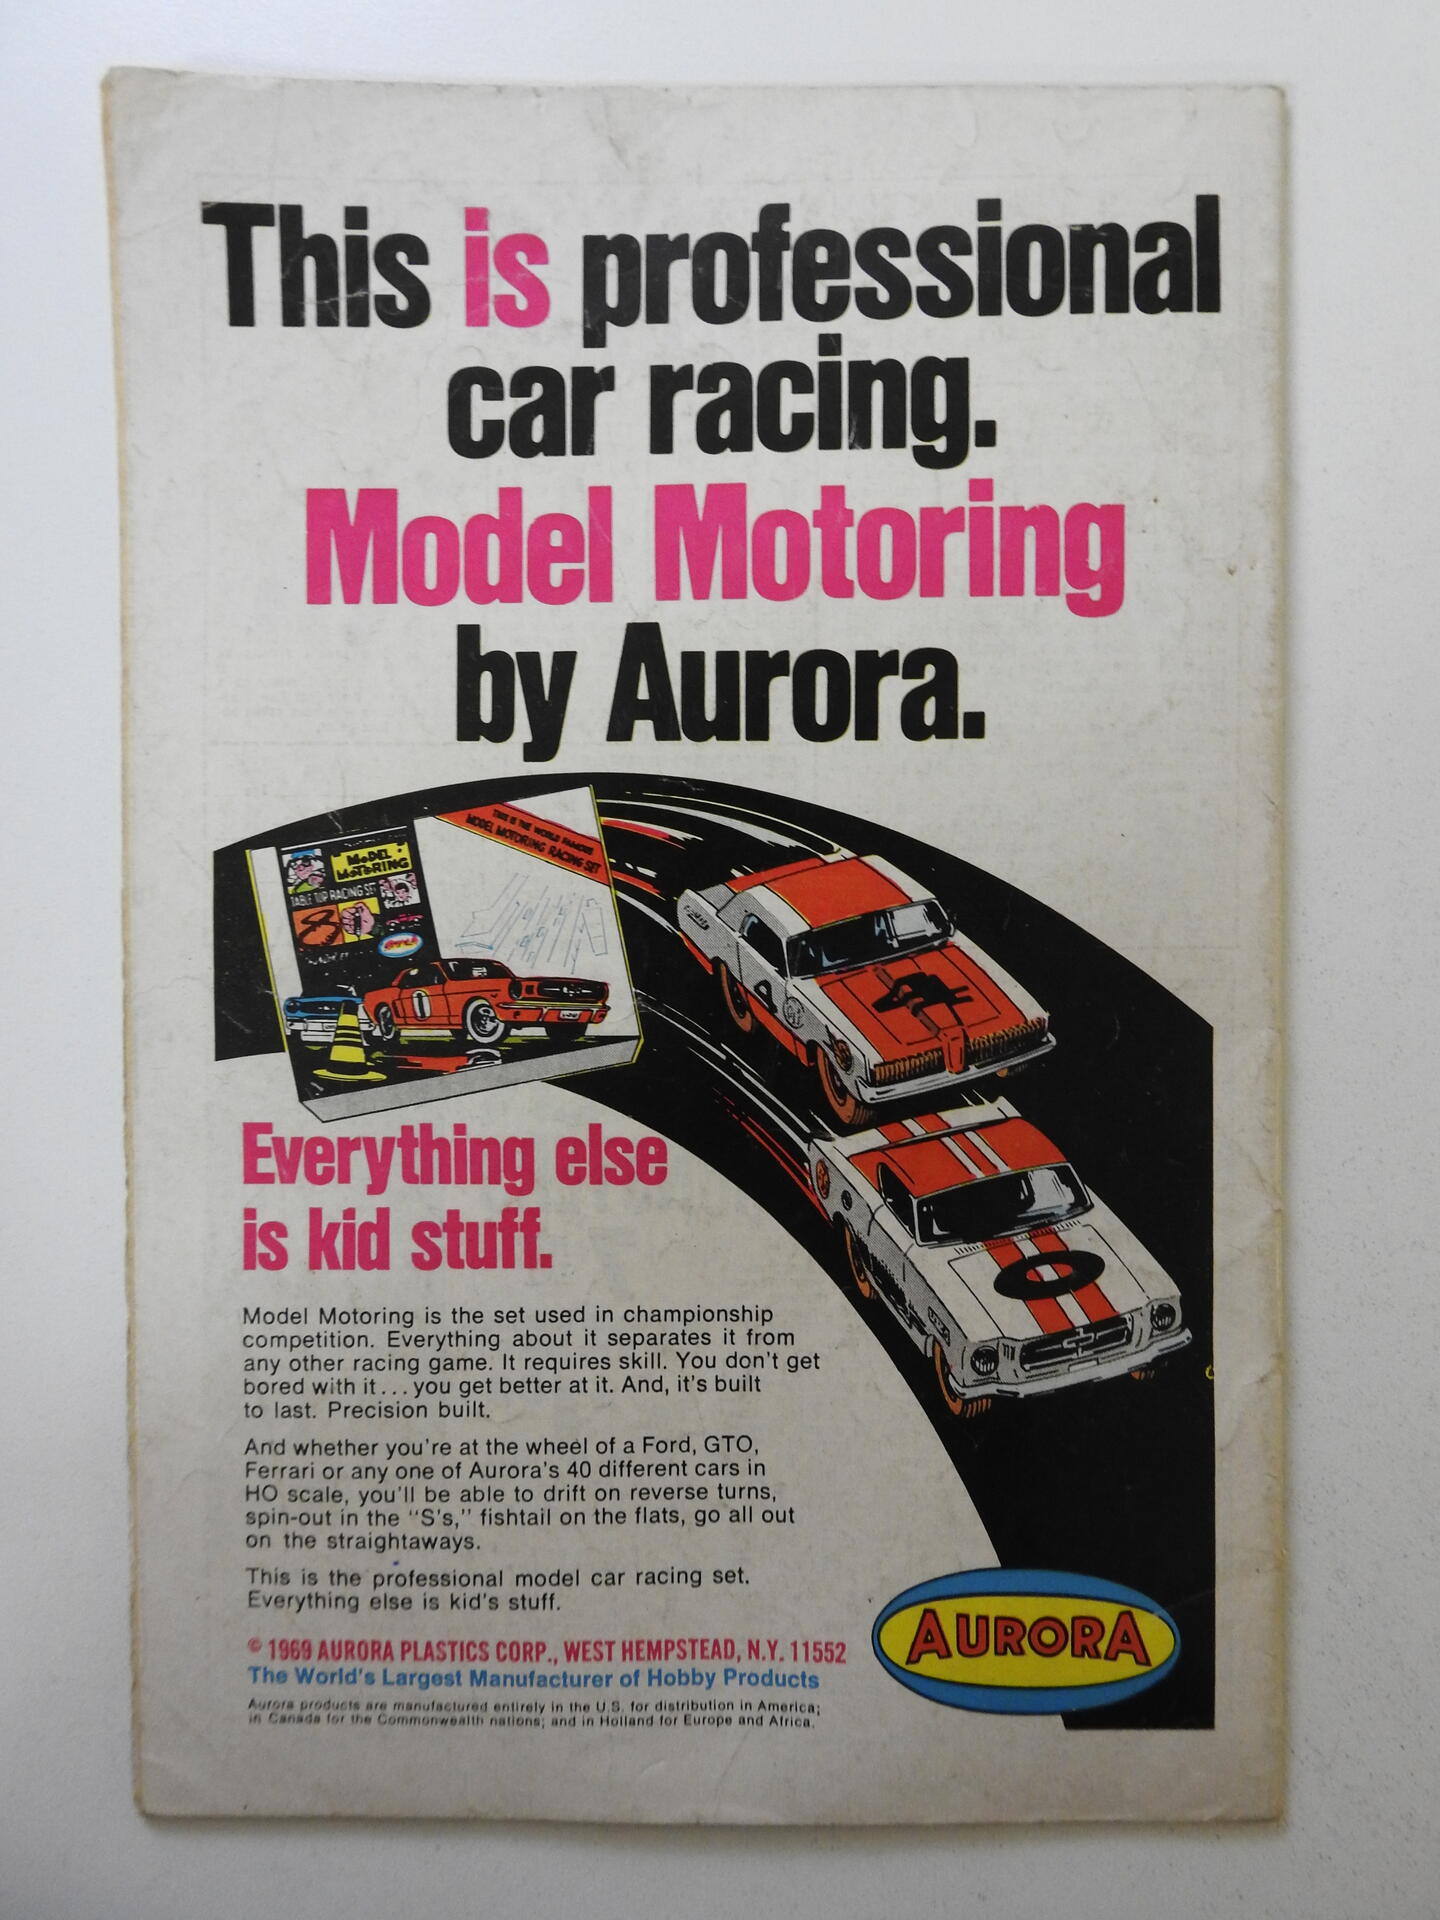 This is professional
car racing.
Model Motoring
by Aurora.
THIS IS THE WORLD FAMOUS
MODEL MOTORING RACING SET
MODEL
MOTORING
TABLE TOP RACING SET
8
1
4
Everything else
is kid stuff.
Model Motoring is the set used in championship
competition. Everything about it separates it from
any other racing game. It requires skill. You don't get
bored with it...you get better at it. And, it's built
to last. Precision built.
And whether you're at the wheel of a Ford, GTO,
Ferrari or any one of Aurora's 40 different cars in
HO scale, you'll be able to drift on reverse turns,
spin-out in the "S's," fishtail on the flats, go all out
on the straightaways.
This is the professional model car racing set.
Everything else is kid's stuff.
© 1969 AURORA PLASTICS CORP., WEST HEMPSTEAD, N.Y. 11552
The World's Largest Manufacturer of Hobby Products
Aurora products are manufactured entirely in the U.S. for distribution in America;
in Canada for the Commonwealth nations; and in Holland for Europe and Africa.
AURORA